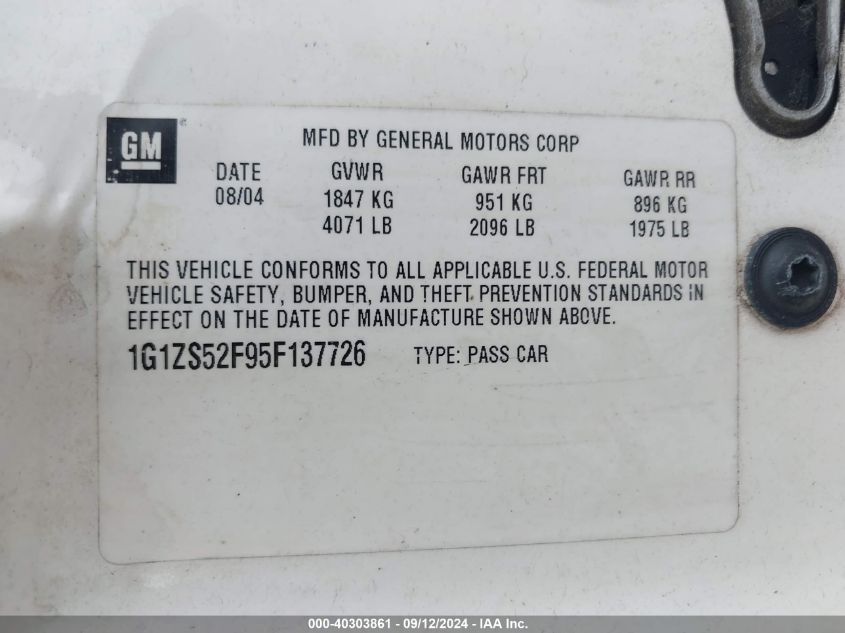 GM®
MFD BY GENERAL MOTORS CORP
DATE GVWR GAWR FRT GAWR RR
08/04 1847 KG 951 KG 896 KG
4071 LB 2096 LB 1975 LB
THIS VEHICLE CONFORMS TO ALL APPLICABLE U.S. FEDERAL MOTOR
VEHICLE SAFETY, BUMPER, AND THEFT PREVENTION STANDARDS IN
EFFECT ON THE DATE OF MANUFACTURE SHOWN ABOVE.
1G1ZS52F95F137726 TYPE: PASS CAR
000-40303861 - 09/12/2024 - IAA Inc.